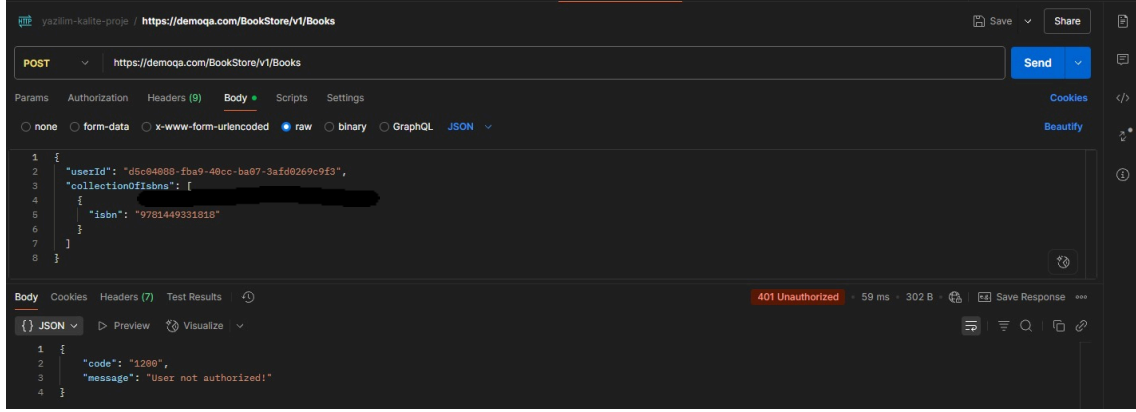 HTTP yazilim-kalite-proje / https://demoqa.com/BookStore/v1/Books Save Share
POST https://demoqa.com/BookStore/v1/Books Send
Params Authorization Headers (9) Body Scripts Settings Cookies
none form-data x-www-form-urlencoded raw binary GraphQL JSON Beautify
1 {
2 "userId": "d5c04088-fba9-40cc-ba07-3afd0269c9f3",
3 "collectionOfIsbns": [
4 {
5 "isbn": "9781449331818"
6 }
7 ]
8 }
Body Cookies Headers (7) Test Results 401 Unauthorized 59 ms 302 B Save Response
{} JSON Preview Visualize
1 {
2 "code": "1200",
3 "message": "User not authorized!"
4 }